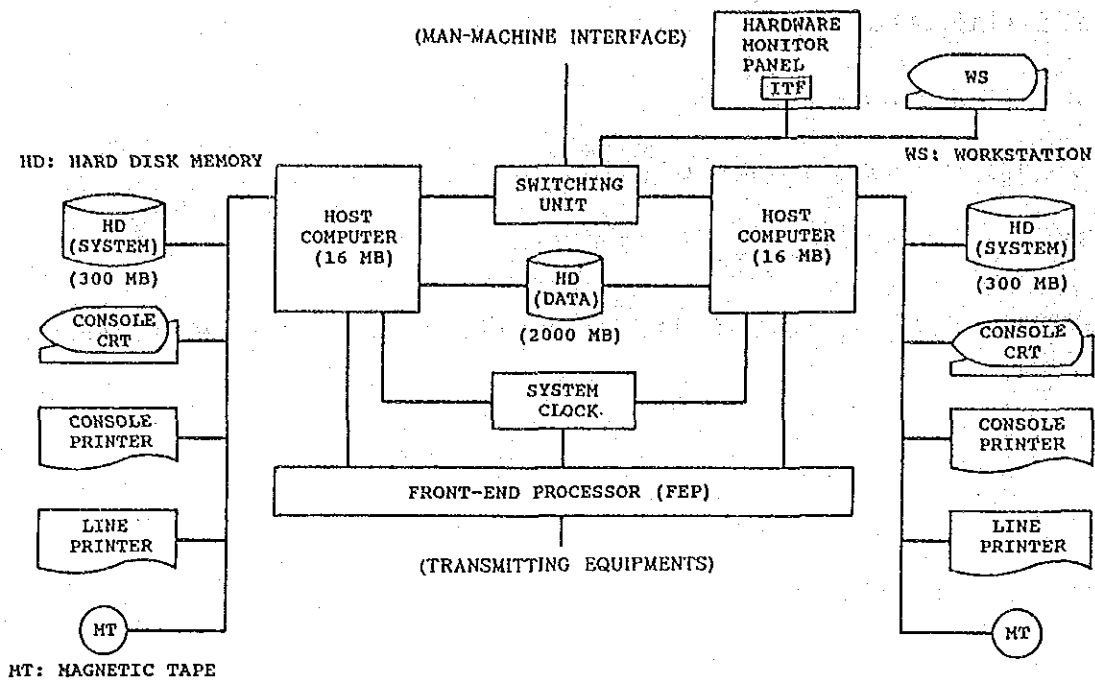 (MAN-MACHINE INTERFACE)
HARDWARE
MONITOR
PANEL
ITF
WS
HD: HARD DISK MEMORY
WS: WORKSTATION
HD
(SYSTEM)
(300 MB)
HOST
COMPUTER
(16 MB)
SWITCHING
UNIT
HOST
COMPUTER
(16 MB)
HD
(SYSTEM)
(300 MB)
HD
(DATA)
(2000 MB)
CONSOLE
CRT
CONSOLE
CRT
SYSTEM
CLOCK
CONSOLE
PRINTER
CONSOLE
PRINTER
FRONT-END PROCESSOR (FEP)
LINE
PRINTER
LINE
PRINTER
(TRANSMITTING EQUIPMENTS)
MT
MT
MT: MAGNETIC TAPE